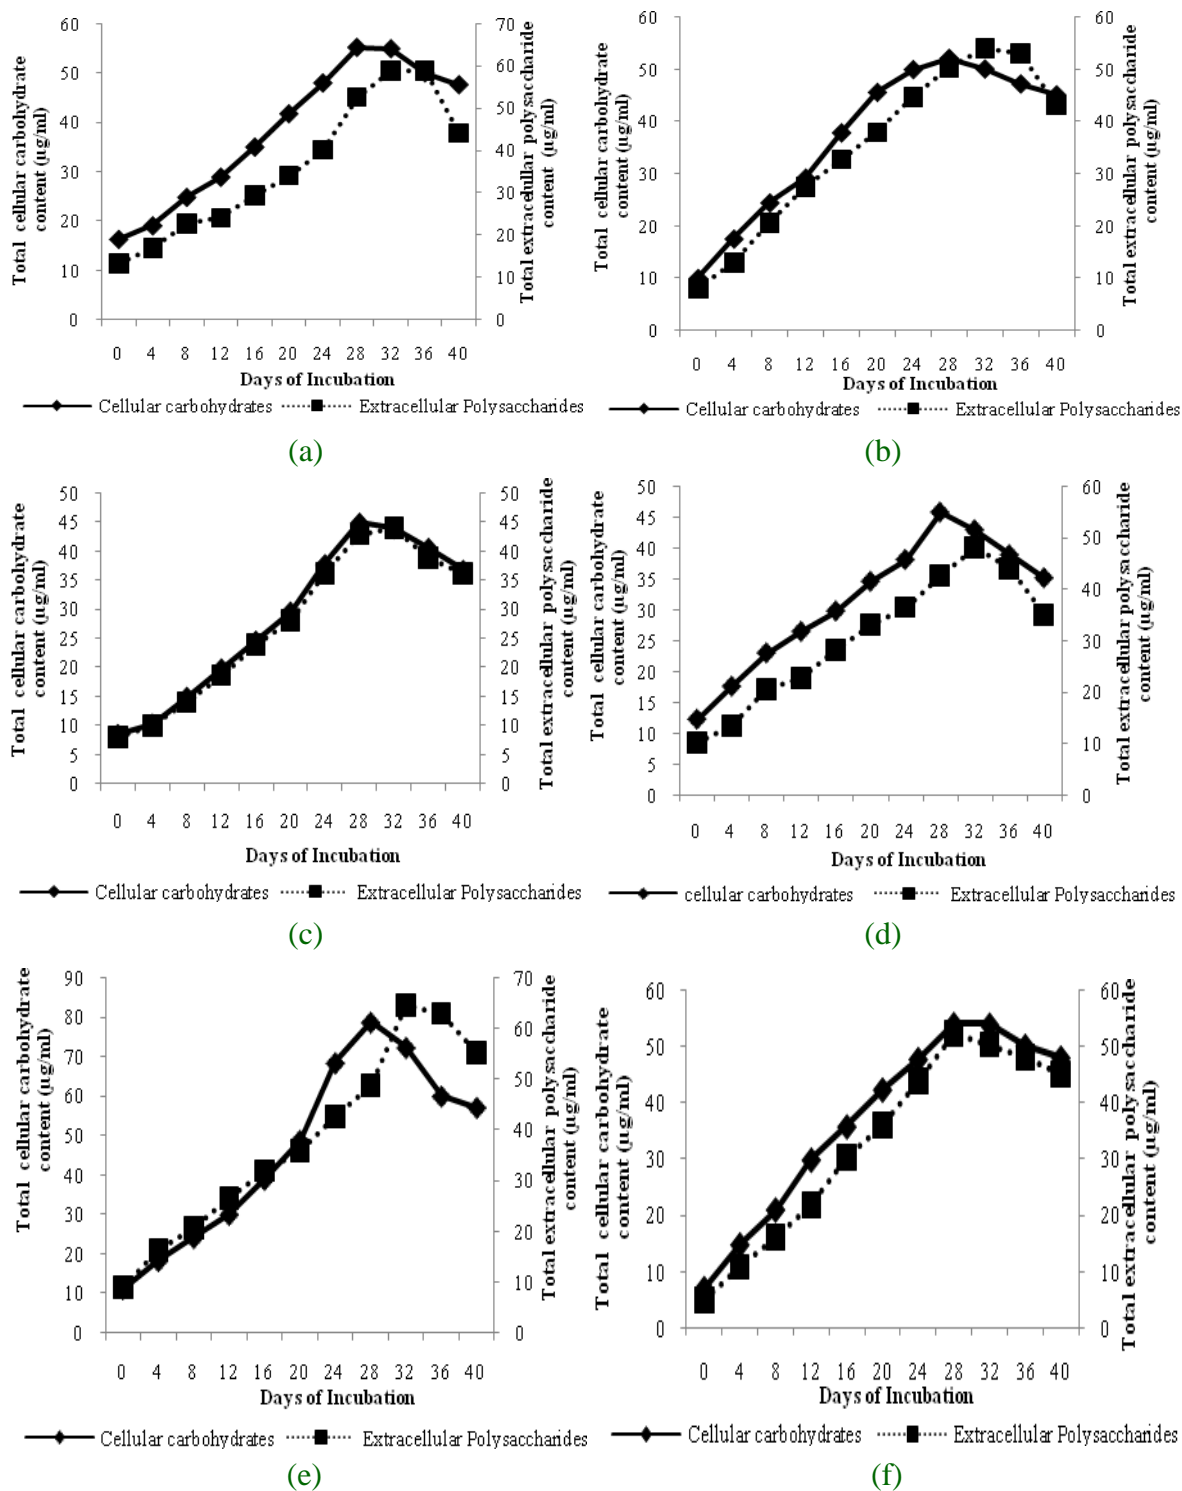 Total cellular carbohydrate
content (µg/ml)
60
50
40
30
20
10
0
70
60
50
40
30
20
10
0
Total extracellular polysaccharide
content (µg/ml)
0 4 8 12 16 20 24 28 32 36 40
Days of Incubation
Cellular carbohydrates Extracellular Polysaccharides
(a)
Total cellular carbohydrate
content (µg/ml)
60
50
40
30
20
10
0
60
50
40
30
20
10
0
Total extracellular polysaccharide
content (µg/ml)
0 4 8 12 16 20 24 28 32 36 40
Days of Incubation
Cellular carbohydrates Extracellular Polysaccharides
(b)
Total cellular carbohydrate
content (µg/ml)
50
45
40
35
30
25
20
15
10
5
0
50
45
40
35
30
25
20
15
10
5
0
Total extracellular polysaccharide
content (µg/ml)
0 4 8 12 16 20 24 28 32 36 40
Days of Incubation
Cellular carbohydrates Extracellular Polysaccharides
(c)
Total cellular carbohydrate
content (µg/ml)
50
45
40
35
30
25
20
15
10
5
0
60
50
40
30
20
10
0
Total extracellular polysaccharide
content (µg/ml)
0 4 8 12 16 20 24 28 32 36 40
Days of Incubation
cellular carbohydrates Extracellular Polysaccharides
(d)
Total cellular carbohydrate
content (µg/ml)
90
80
70
60
50
40
30
20
10
0
70
60
50
40
30
20
10
0
Total extracellular polysaccharide
content (µg/ml)
0 4 8 12 16 20 24 28 32 36 40
Days of Incubation
Cellular carbohydrates Extracellular Polysaccharides
(e)
Total cellular carbohydrate
content (µg/ml)
60
50
40
30
20
10
0
60
50
40
30
20
10
0
Total extracellular polysaccharide
content (µg/ml)
0 4 8 12 16 20 24 28 32 36 40
Days of Incubation
Cellular carbohydrates Extracellular Polysaccharides
(f)